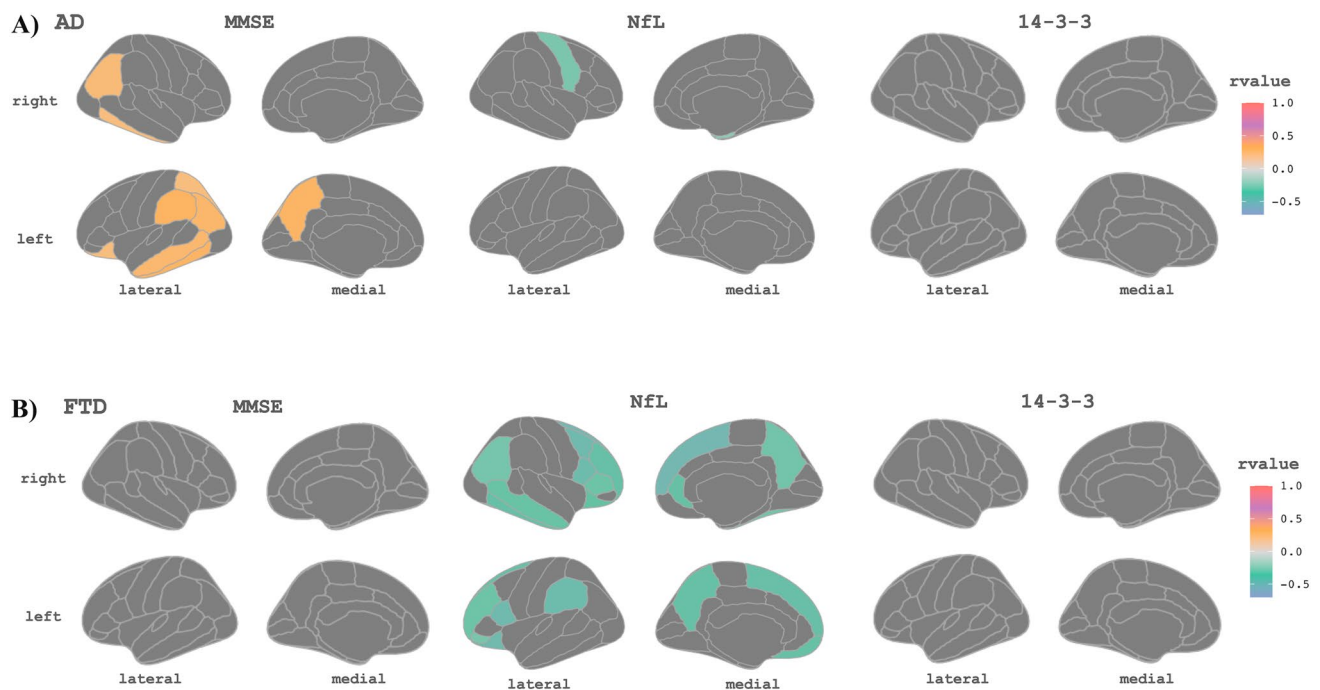 A) AD MMSE NfL 14-3-3
right
rvalue
1.0
0.5
0.0
-0.5
left
lateral medial lateral medial lateral medial
B) FTD MMSE NfL 14-3-3
right
rvalue
1.0
0.5
0.0
-0.5
left
lateral medial lateral medial lateral medial